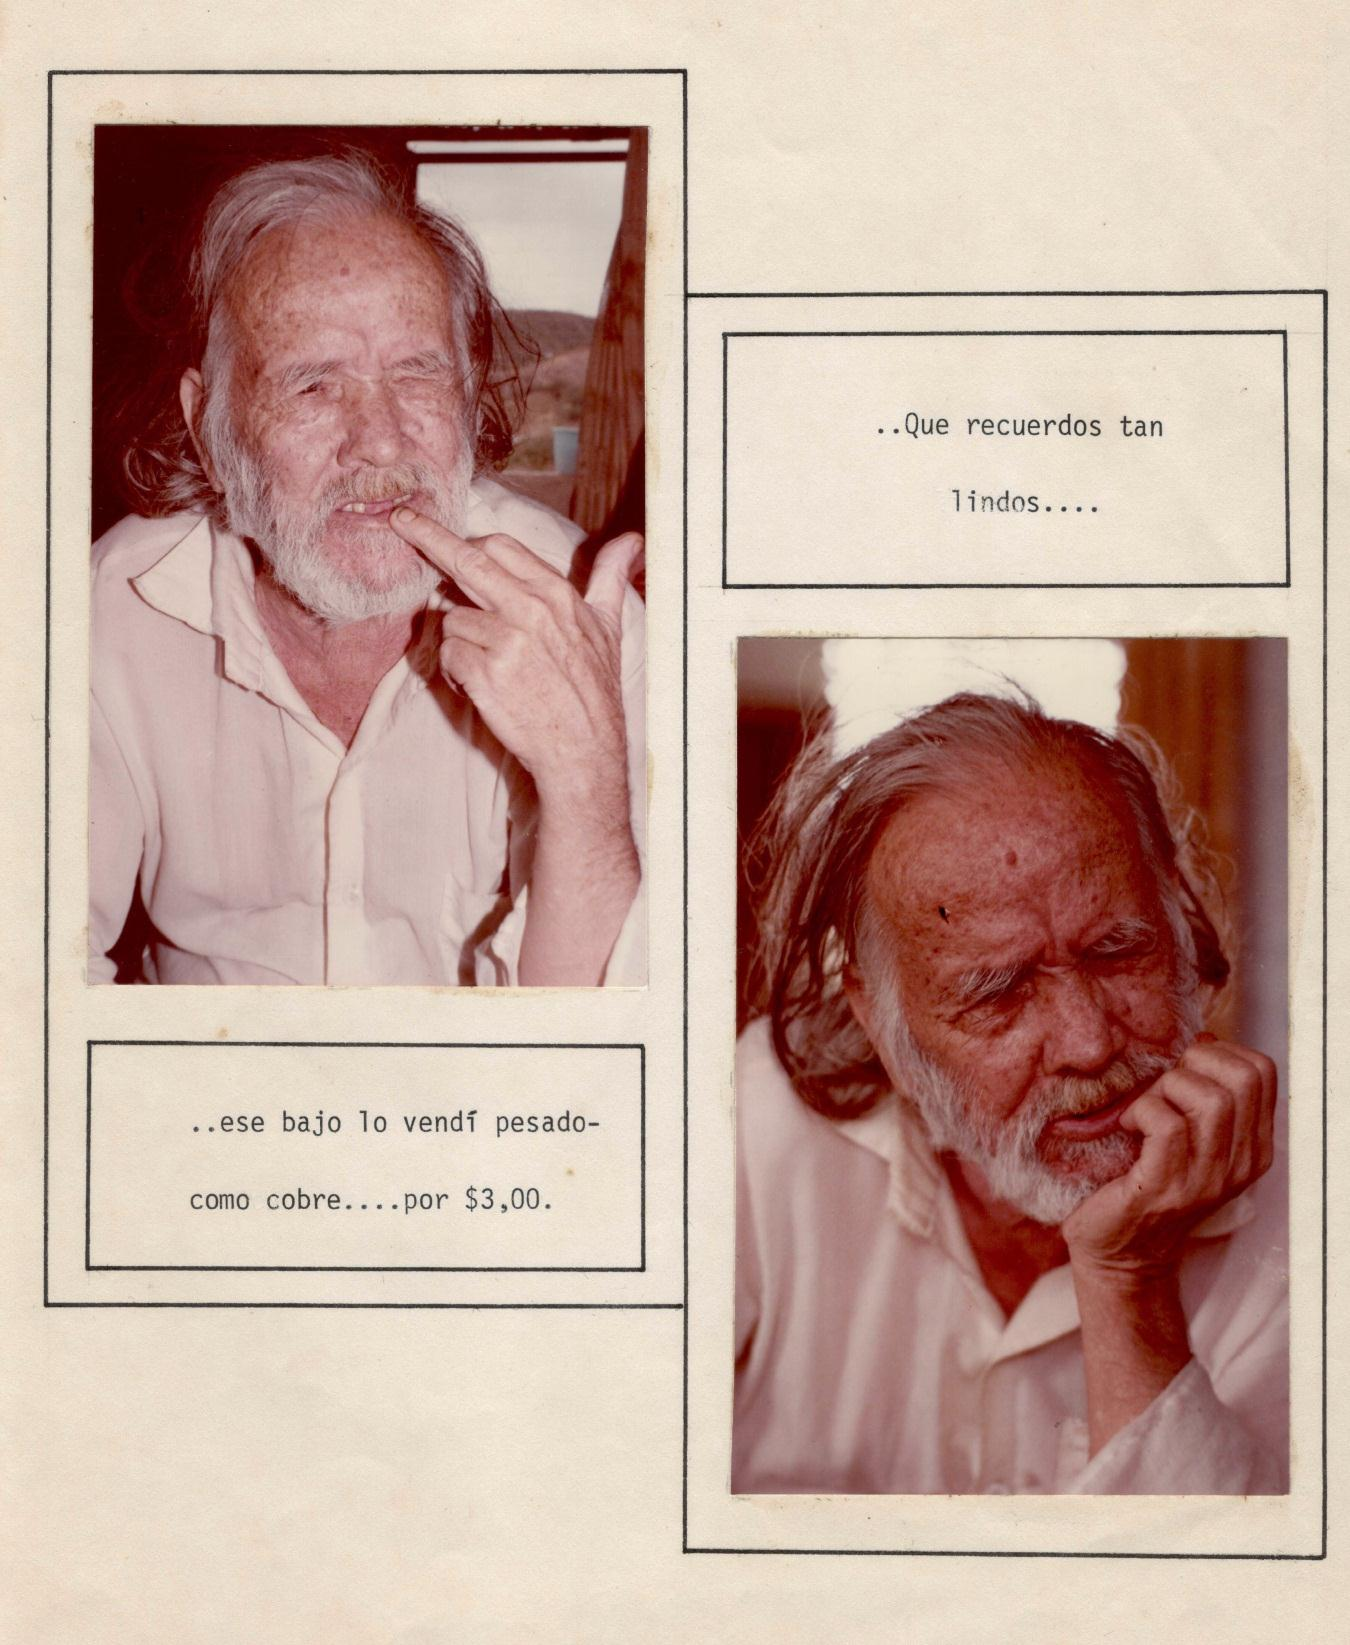 ..Que recuerdos tan
lindos....
..ese bajo lo vendí pesado-
como cobre....por $3,00.